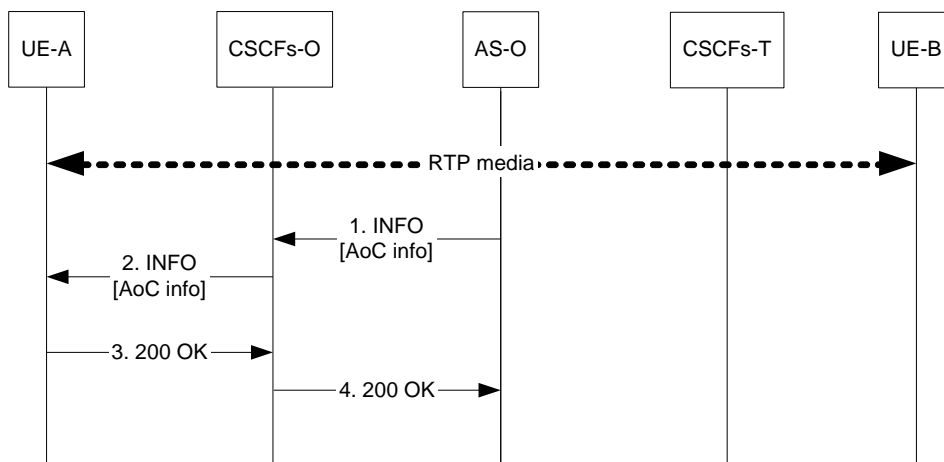 UE-A
CSCFs-O
AS-O
CSCFs-T
UE-B
RTP media
1. INFO
[AoC info]
2. INFO
[AoC info]
3. 200 OK
4. 200 OK